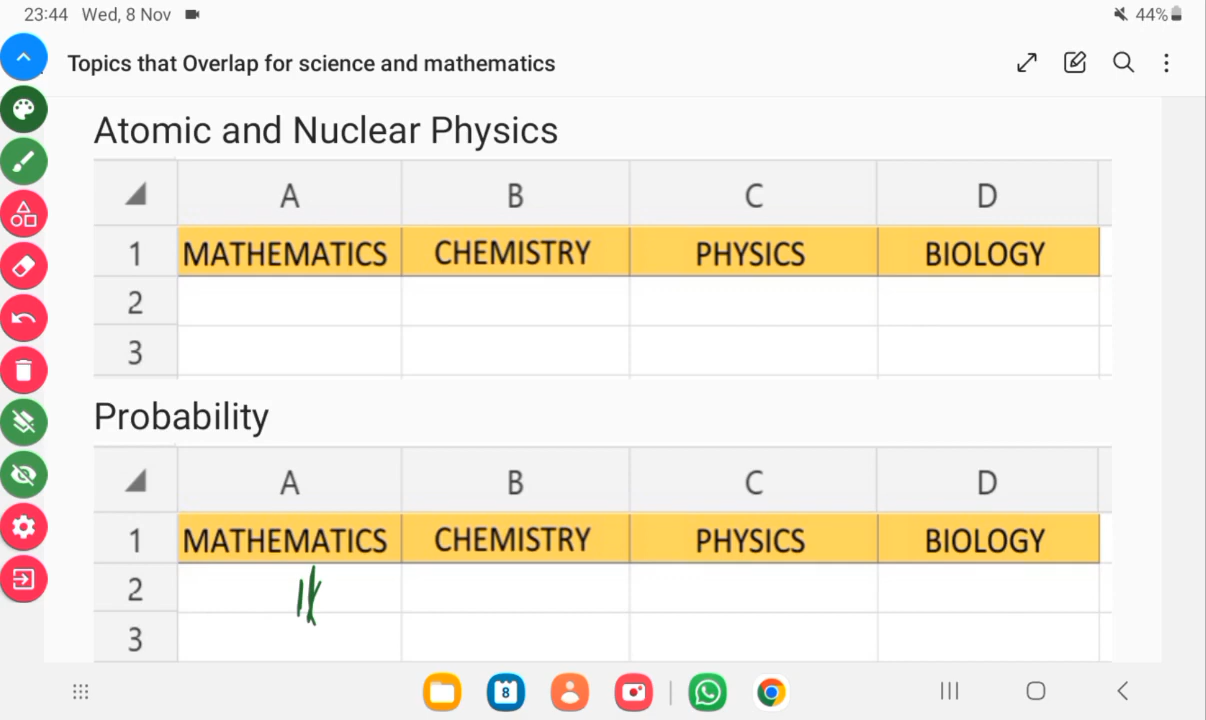 23:44 Wed, 8 Nov 44%
Topics that Overlap for science and mathematics
Atomic and Nuclear Physics
A B C D
1 MATHEMATICS CHEMISTRY PHYSICS BIOLOGY
2
3
Probability
A B C D
1 MATHEMATICS CHEMISTRY PHYSICS BIOLOGY
2
3
8